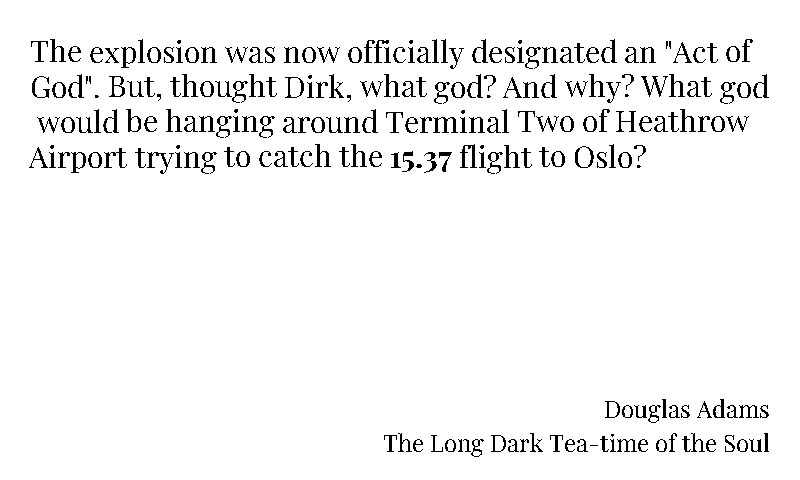 The explosion was now officially designated an "Act of
God". But, thought Dirk, what god? And why? What god
would be hanging around Terminal Two of Heathrow
Airport trying to catch the 15.37 flight to Oslo?
Douglas Adams
The Long Dark Tea-time of the Soul